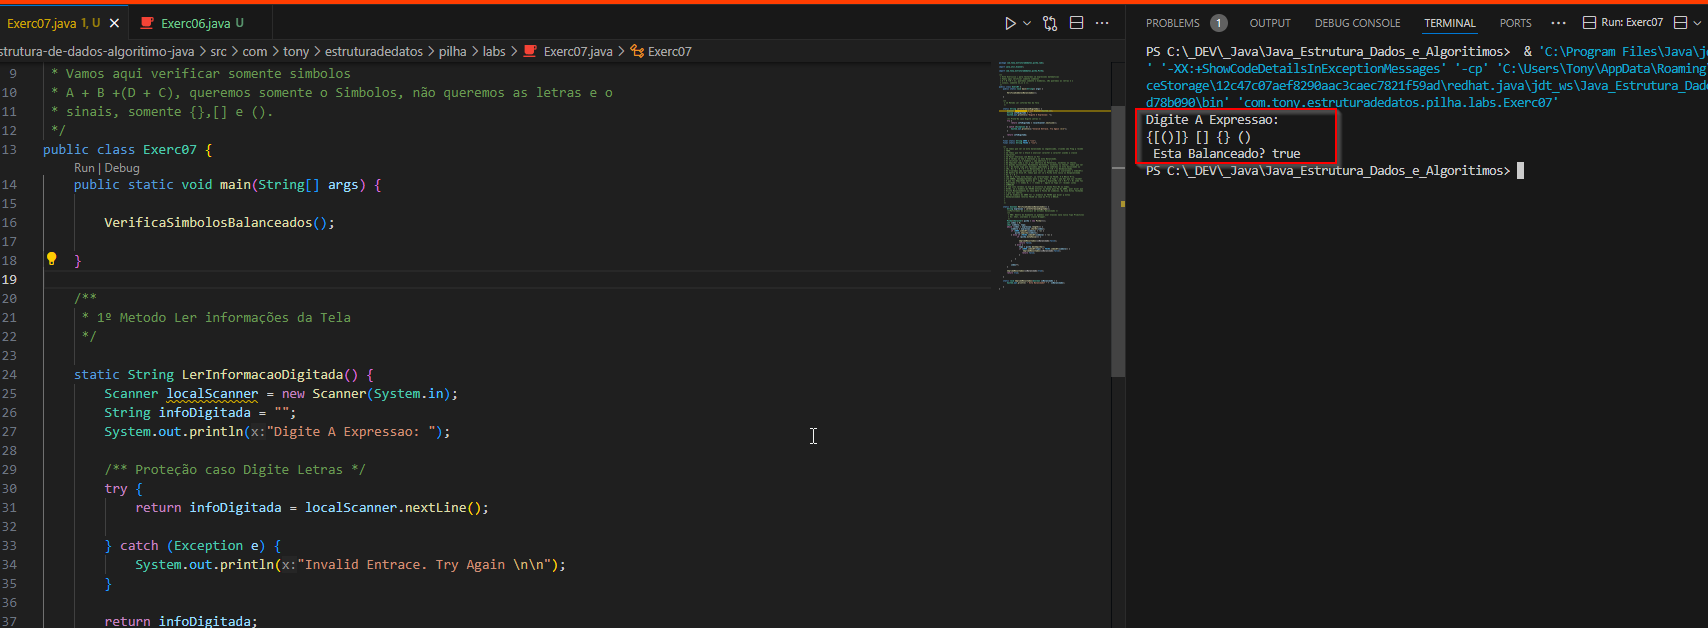 Exerc07.java 1, U
Exerc06.java U
strutura-de-dados-algoritimo-java > src > com > tony > estruturadedatos > pilha > labs > Exerc07.java > Exerc07
9 * Vamos aqui verificar somente simbolos
10 * A + B +(D + C), queremos somente o Simbolos, não queremos as letras e o
11 * sinais, somente {},[] e ().
12 */
13 public class Exerc07 {
Run | Debug
14 public static void main(String[] args) {
15
16 VerificaSimbolosBalanceados();
17
18 }
19
20 /**
21 * 1º Metodo Ler informações da Tela
22 */
23
24 static String LerInformacaoDigitada() {
25 Scanner localScanner = new Scanner(System.in);
26 String infoDigitada = "";
27 System.out.println(x:"Digite A Expressao: ");
28
29 /** Proteção caso Digite Letras */
30 try {
31 return infoDigitada = localScanner.nextLine();
32
33 } catch (Exception e) {
34 System.out.println(x:"Invalid Entrace. Try Again \n\n");
35 }
36
37 return infoDigitada;
PROBLEMS 1 OUTPUT DEBUG CONSOLE TERMINAL PORTS ··· Run: Exerc07
PS C:\_DEV\_Java\Java_Estrutura_Dados_e_Algoritimos> & 'C:\Program Files\Java\j
' '-XX:+ShowCodeDetailsInExceptionMessages' '-cp' 'C:\Users\Tony\AppData\Roaming
ceStorage\12c47c07aef8290aac3caec7821f59ad\redhat.java\jdt_ws\Java_Estrutura_Dado
d78b090\bin' 'com.tony.estruturadedatos.pilha.labs.Exerc07'
Digite A Expressao:
{[()]} [] {} ()
Esta Balanceado? true
PS C:\_DEV\_Java\Java_Estrutura_Dados_e_Algoritimos>